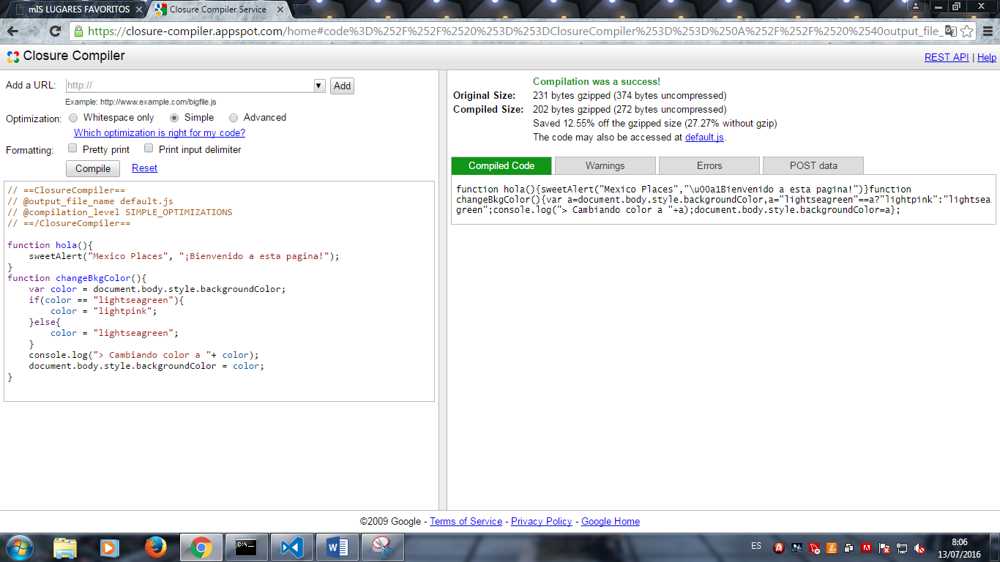 mIS LUGARES FAVORITOS
Closure Compiler Service
https://closure-compiler.appspot.com/home#code%3D%252F%252F%2520%253D%253DClosureCompiler%253D%253D%250A%252F%252F%2520%2540output_file_
Closure Compiler
REST API | Help
Add a URL: http:// Add
Example: http://www.example.com/bigfile.js
Optimization: Whitespace only Simple Advanced
Which optimization is right for my code?
Formatting: Pretty print Print input delimiter
Compile Reset
// ==ClosureCompiler==
// @output_file_name default.js
// @compilation_level SIMPLE_OPTIMIZATIONS
// ==/ClosureCompiler==
function hola(){
sweetAlert("Mexico Places", "¡Bienvenido a esta pagina!");
}
function changeBkgColor(){
var color = document.body.style.backgroundColor;
if(color == "lightseagreen"){
color = "lightpink";
}else{
color = "lightseagreen";
}
console.log("> Cambiando color a "+ color);
document.body.style.backgroundColor = color;
}
Compilation was a success!
Original Size: 231 bytes gzipped (374 bytes uncompressed)
Compiled Size: 202 bytes gzipped (272 bytes uncompressed)
Saved 12.55% off the gzipped size (27.27% without gzip)
The code may also be accessed at default.js.
Compiled Code Warnings Errors POST data
function hola(){sweetAlert("Mexico Places","\u00a1Bienvenido a esta pagina!")}function
changeBkgColor(){var a=document.body.style.backgroundColor,a="lightseagreen"==a?"lightpink":"lightsea
green";console.log("> Cambiando color a "+a);document.body.style.backgroundColor=a};
©2009 Google - Terms of Service - Privacy Policy - Google Home
C:\
ES
8:06
13/07/2016